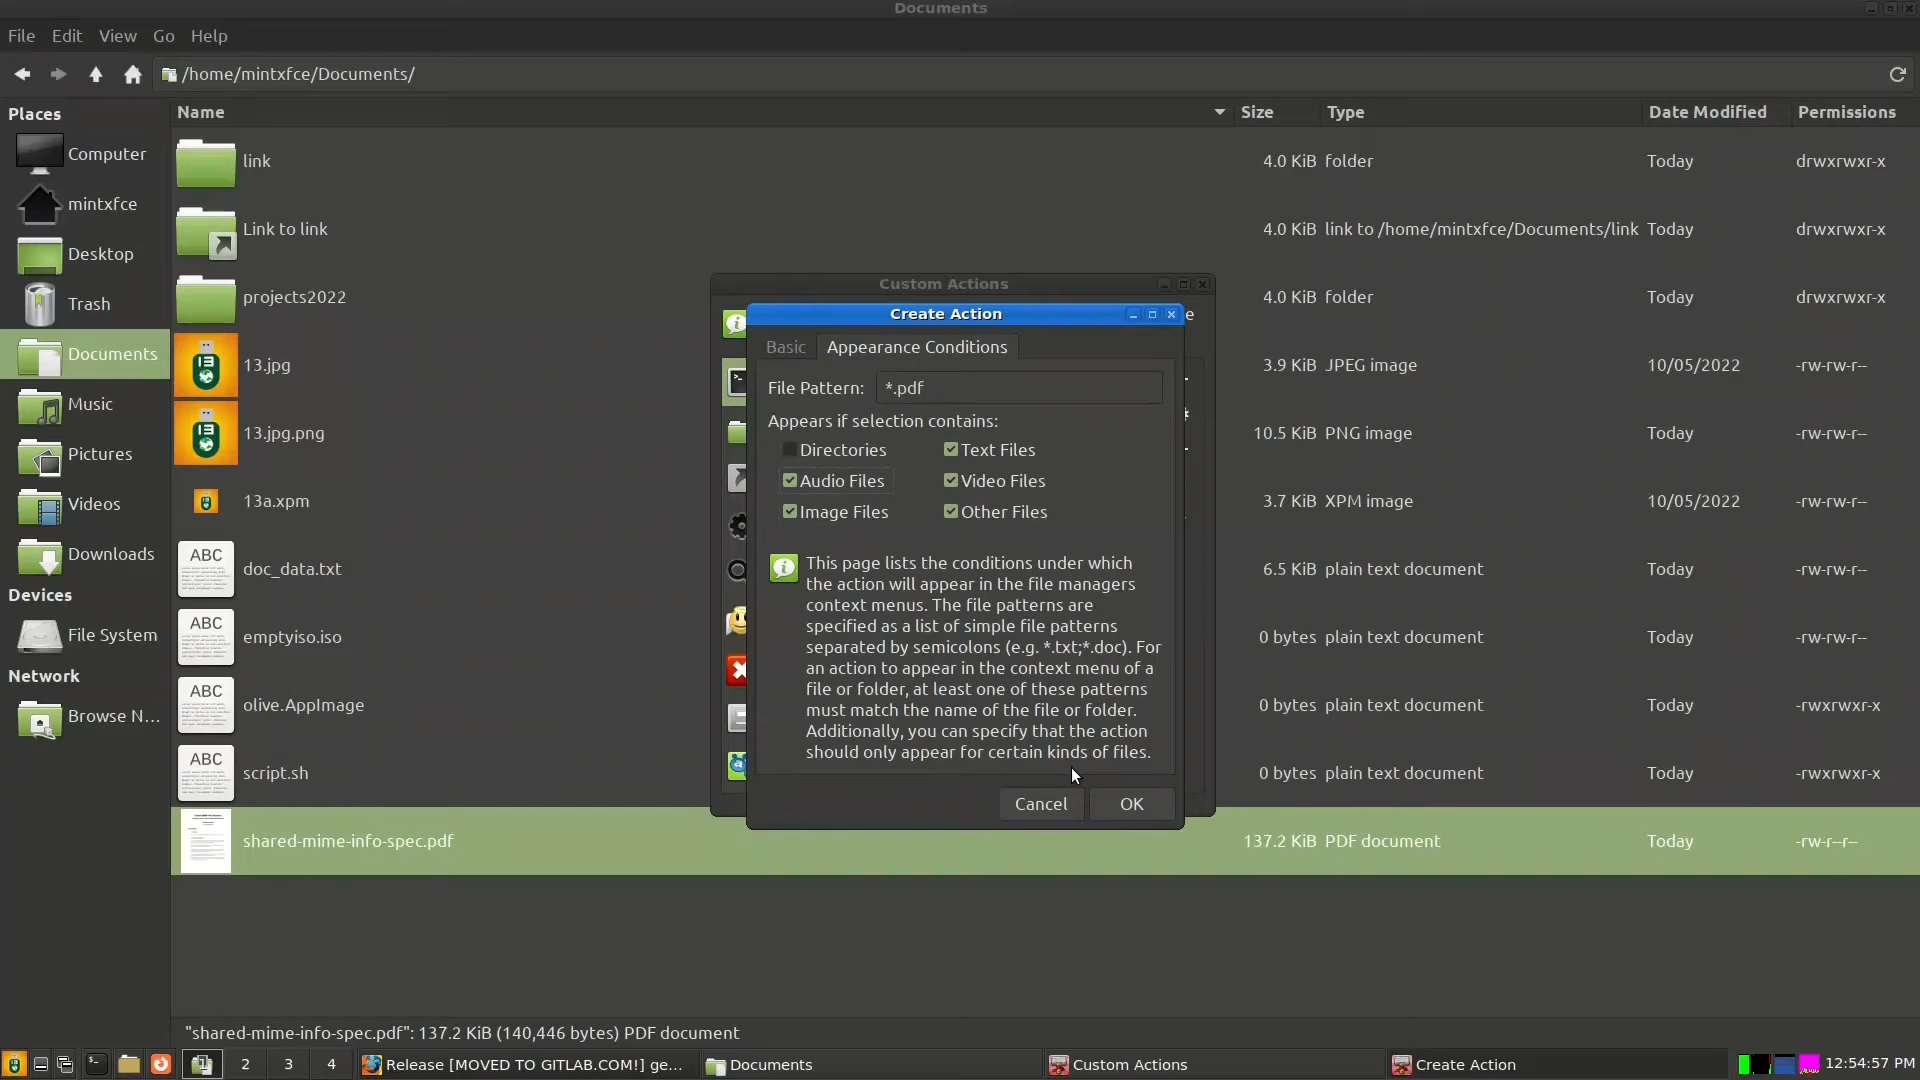 Documents
File Edit View Go Help
/home/mintxfce/Documents/
Places
Computer
mintxfce
Desktop
Trash
Documents
Music
Pictures
Videos
Downloads
Devices
File System
Network
Browse N...
Name Size Type Date Modified Permissions
link 4.0 KiB folder Today drwxrwxr-x
Link to link 4.0 KiB link to /home/mintxfce/Documents/link Today drwxrwxr-x
projects2022 4.0 KiB folder Today drwxrwxr-x
13.jpg 3.9 KiB JPEG image 10/05/2022 -rw-rw-r--
13.jpg.png 10.5 KiB PNG image Today -rw-rw-r--
13a.xpm 3.7 KiB XPM image 10/05/2022 -rw-rw-r--
ABC doc_data.txt 6.5 KiB plain text document Today -rw-rw-r--
ABC emptyiso.iso 0 bytes plain text document Today -rw-rw-r--
ABC olive.AppImage 0 bytes plain text document Today -rwxrwxr-x
ABC script.sh 0 bytes plain text document Today -rwxrwxr-x
shared-mime-info-spec.pdf 137.2 KiB PDF document Today -rw-r--r--
Custom Actions
Create Action
Basic Appearance Conditions
File Pattern: *.pdf
Appears if selection contains:
Directories Text Files
Audio Files Video Files
Image Files Other Files
This page lists the conditions under which
the action will appear in the file managers
context menus. The file patterns are
specified as a list of simple file patterns
separated by semicolons (e.g. *.txt;*.doc). For
an action to appear in the context menu of a
file or folder, at least one of these patterns
must match the name of the file or folder.
Additionally, you can specify that the action
should only appear for certain kinds of files.
Cancel OK
"shared-mime-info-spec.pdf": 137.2 KiB (140,446 bytes) PDF document
2 3 4 Release [MOVED TO GITLAB.COM!] ge... Documents Custom Actions Create Action 12:54:57 PM